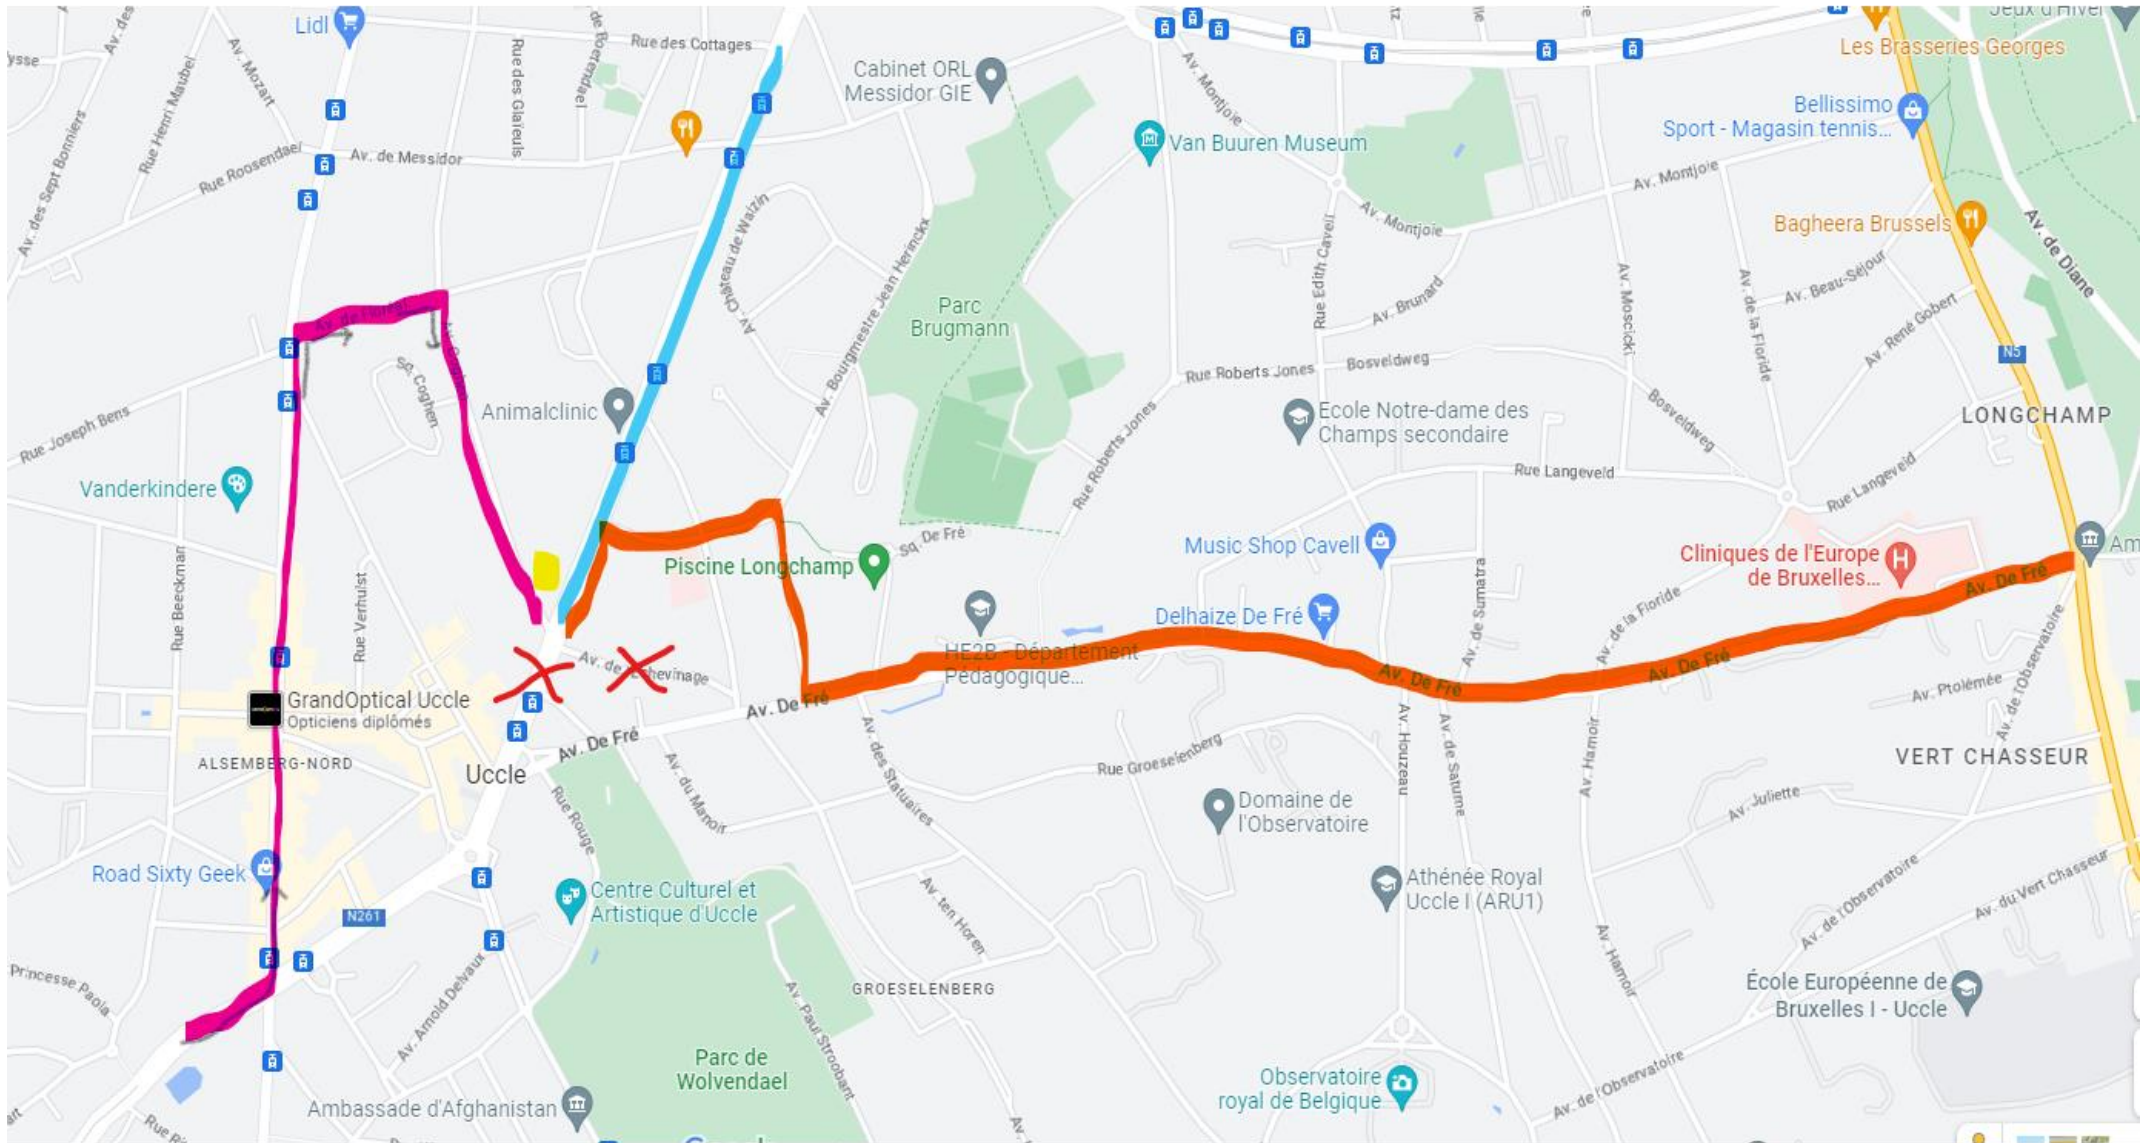 Lidl
Rue des Cottages
Jeux d'Hiver
Les Brasseries Georges
Cabinet ORL
Messidor GIE
Av. Mozart
Rue Henri Maubel
Rue des Glaïeuls
Av. Montjoie
Bellissimo
Sport - Magasin tennis...
Van Buuren Museum
Av. des Sept Bonniers
Rue Roosendael
Av. de Messidor
Av. Montjoie
Av. Montjoie
Bagheera Brussels
Av. de Diane
Av. Château de Walzin
Av. Bourgmestre Jean Herinckx
Rue Edith Cavell
Av. Moscicki
Av. de la Floride
Av. Beau-Séjour
Av. René Gobert
Av. Brunard
Parc
Brugmann
Sq. Coghen
N5
Rue Roberts Jones
Bosveldweg
Bosveldweg
Animalclinic
Rue Joseph Bens
Ecole Notre-dame des
Champs secondaire
LONGCHAMP
Rue Roberts Jones
Rue Langeveld
Rue Langeveld
Vanderkindere
Sq. De Fré
Music Shop Cavell
Piscine Longchamp
Cliniques de l'Europe
de Bruxelles...
Av. De Fré
Rue Beeckman
Rue Verhulst
Av. de Sumatra
Av. de la Floride
Delhaize De Fré
HE2B - Département
Pédagogique...
Av. De Fré
Av. De Fré
Av. De Fré
Av. De Fré
Av. de l'Observatoire
Av. Ptolémée
GrandOptical Uccle
Opticiens diplômés
ALSEMBERG-NORD
Uccle
Av. du Manoir
Av. des Statuaires
Rue Groeselenberg
Av. Houzeau
Av. de Saturne
Av. Hamoir
VERT CHASSEUR
Rue Rouge
Domaine de
l'Observatoire
Av. Juliette
Road Sixty Geek
Centre Culturel et
Artistique d'Uccle
Athénée Royal
Uccle I (ARU1)
N261
Av. ten Horen
Av. de l'Observatoire
Av. du Vert Chasseur
Av. Hamoir
Princesse Paola
Av. Arnold Delvaux
GROESELENBERG
École Européenne de
Bruxelles I - Uccle
Av. Paul Stroobant
Parc de
Wolvendael
Ambassade d'Afghanistan
Observatoire
royal de Belgique
Av. de l'Observatoire